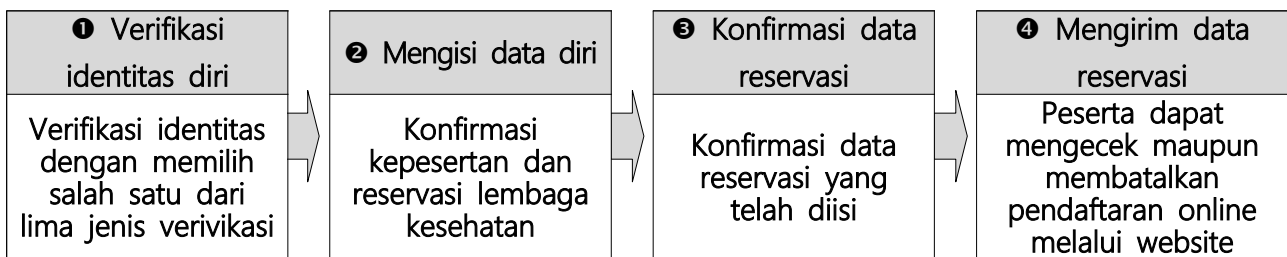 ❶ Verifikasi
identitas diri
Verifikasi identitas
dengan memilih
salah satu dari
lima jenis verivikasi
❷ Mengisi data diri
Konfirmasi
kepesertan dan
reservasi lembaga
kesehatan
❸ Konfirmasi data
reservasi
Konfirmasi data
reservasi yang
telah diisi
❹ Mengirim data
reservasi
Peserta dapat
mengecek maupun
membatalkan
pendaftaran online
melalui website